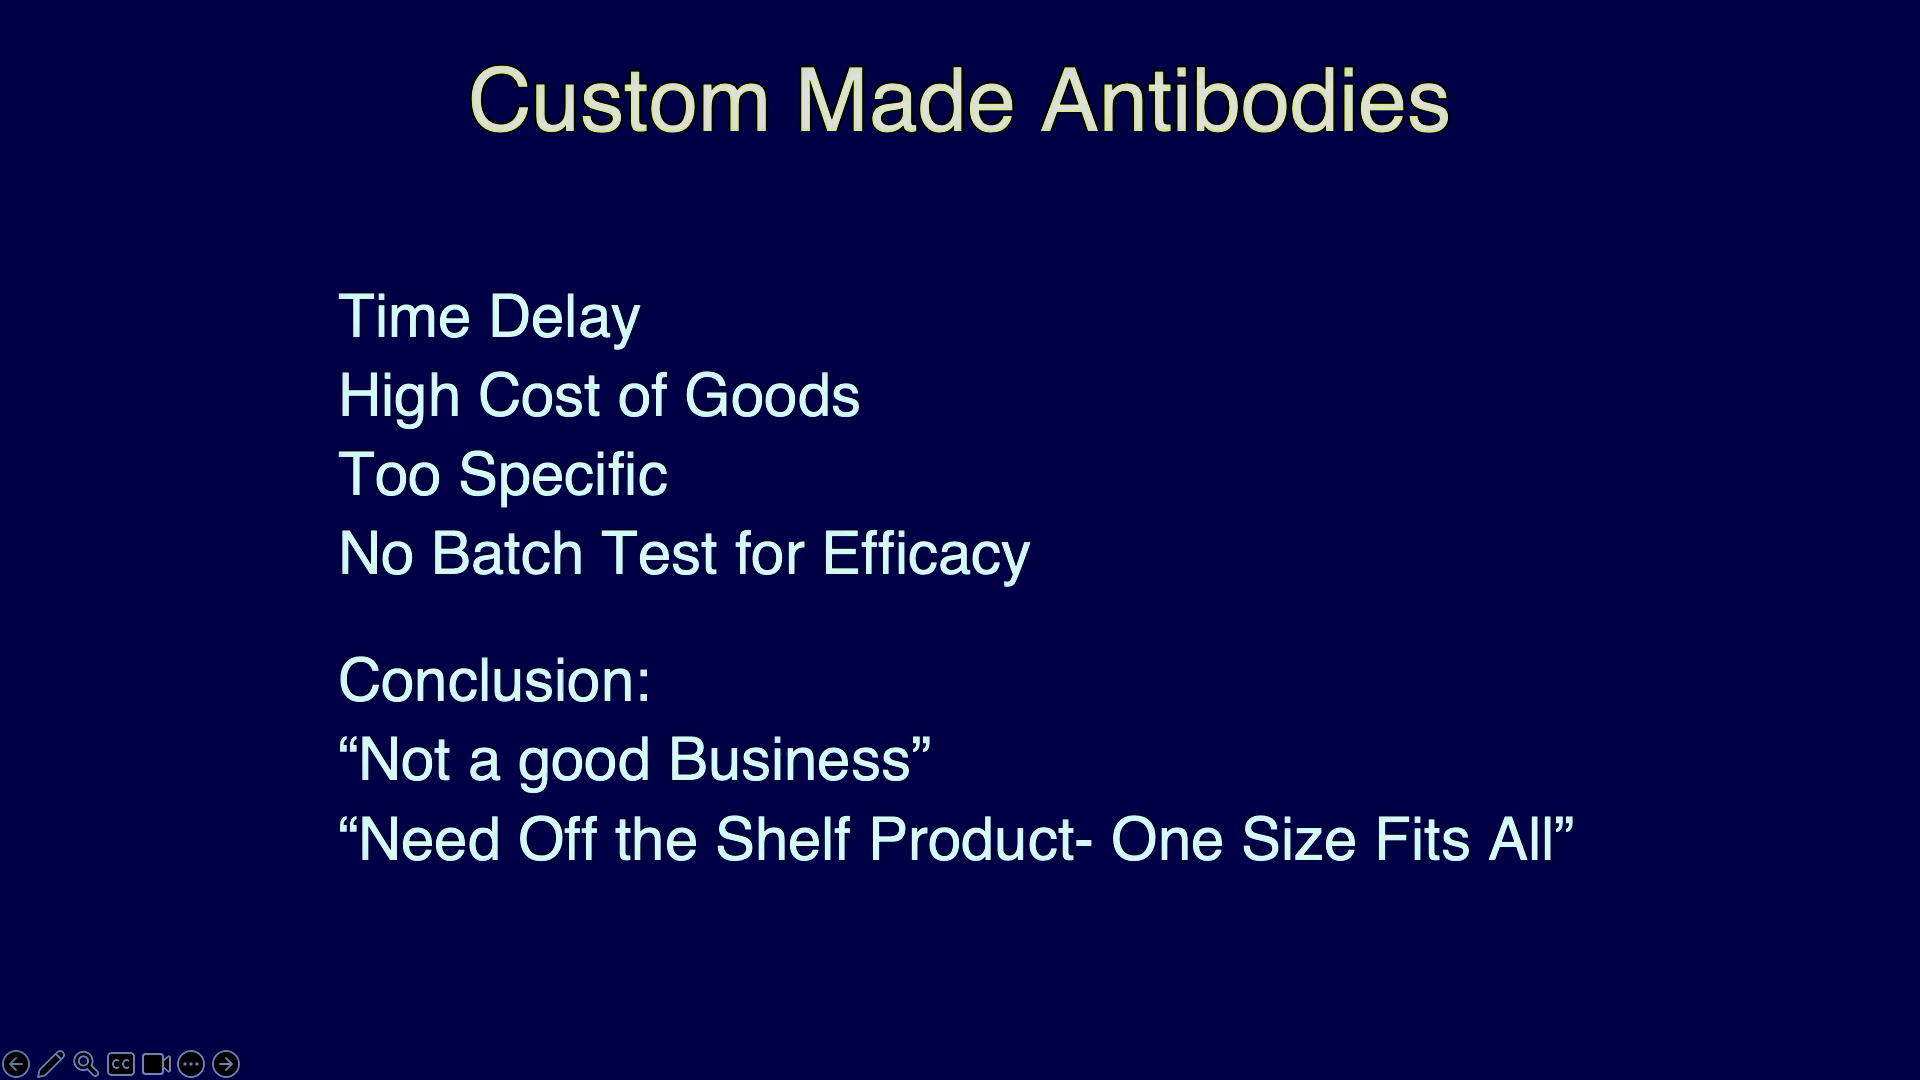 Custom Made Antibodies
Time Delay
High Cost of Goods
Too Specific
No Batch Test for Efficacy
Conclusion:
“Not a good Business”
“Need Off the Shelf Product- One Size Fits All”
CC